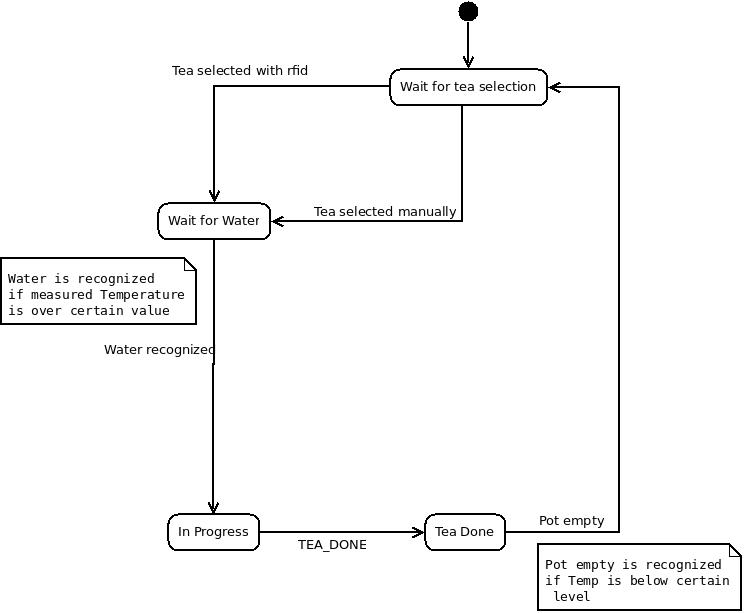 Tea selected with rfid
Wait for tea selection
Tea selected manually
Wait for Water
Water is recognized
if measured Temperature
is over certain value
Water recognized
In Progress
TEA_DONE
Tea Done
Pot empty
Pot empty is recognized
if Temp is below certain
level